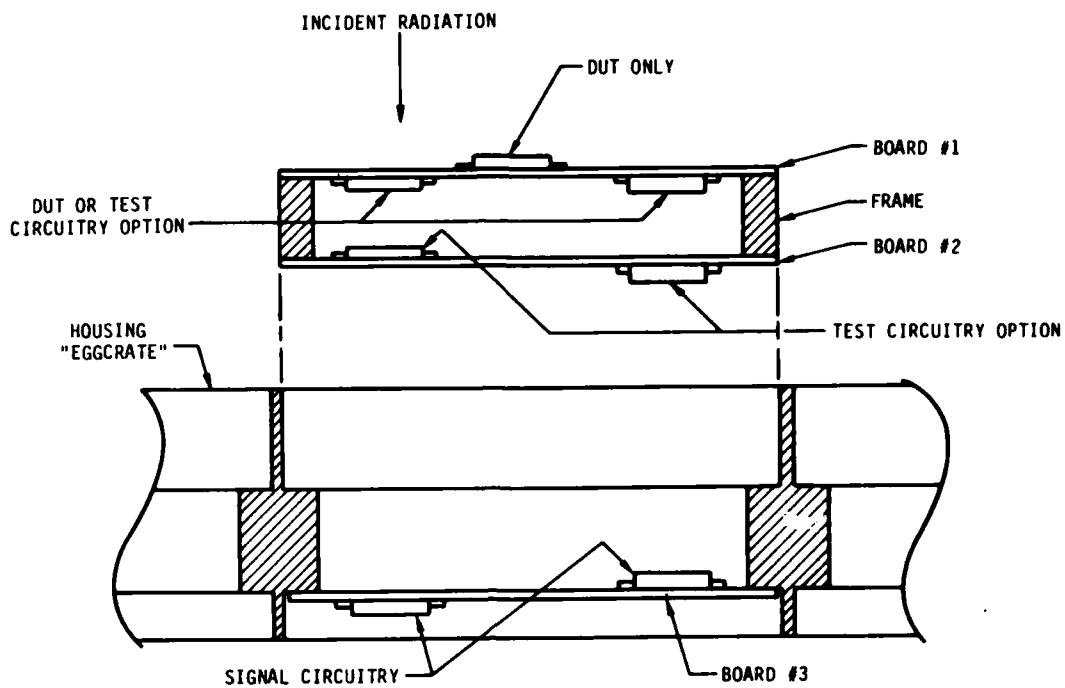 INCIDENT RADIATION
DUT ONLY
BOARD #1
DUT OR TEST
CIRCUITRY OPTION
FRAME
BOARD #2
HOUSING
"EGGCRATE"
TEST CIRCUITRY OPTION
SIGNAL CIRCUITRY
BOARD #3